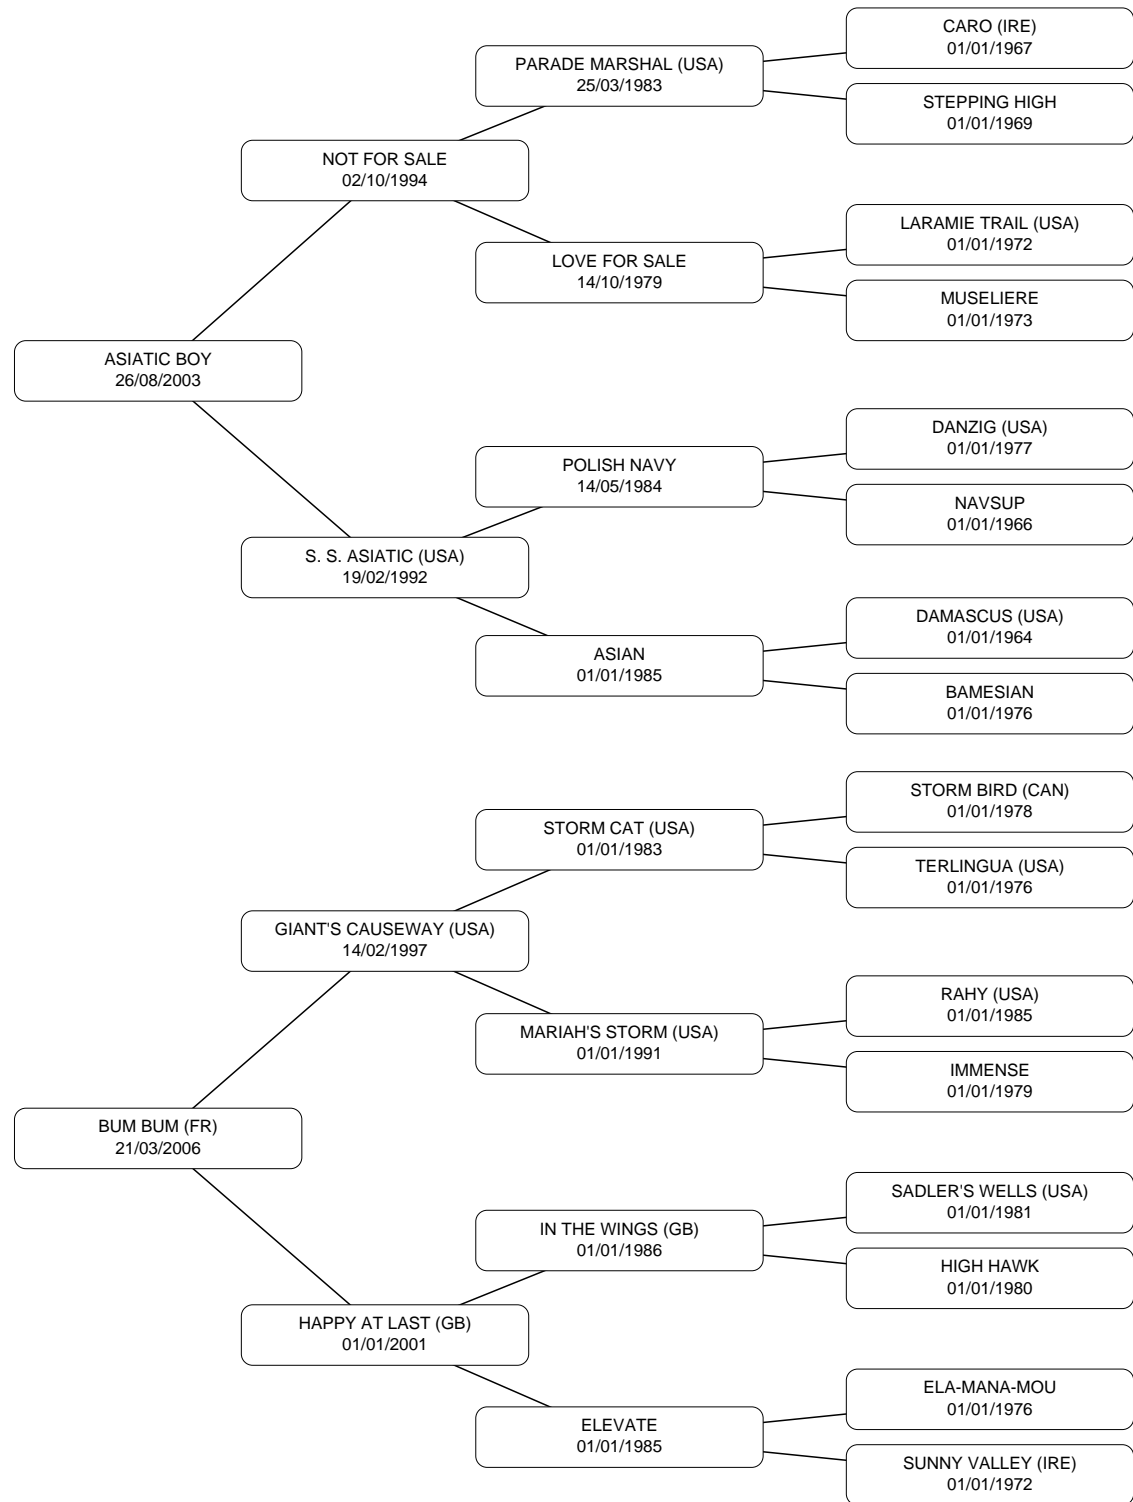 CARO (IRE)
01/01/1967
PARADE MARSHAL (USA)
25/03/1983
STEPPING HIGH
01/01/1969
NOT FOR SALE
02/10/1994
LARAMIE TRAIL (USA)
01/01/1972
LOVE FOR SALE
14/10/1979
MUSELIERE
01/01/1973
ASIATIC BOY
26/08/2003
DANZIG (USA)
01/01/1977
POLISH NAVY
14/05/1984
NAVSUP
01/01/1966
S. S. ASIATIC (USA)
19/02/1992
DAMASCUS (USA)
01/01/1964
ASIAN
01/01/1985
BAMESIAN
01/01/1976
STORM BIRD (CAN)
01/01/1978
STORM CAT (USA)
01/01/1983
TERLINGUA (USA)
01/01/1976
GIANT'S CAUSEWAY (USA)
14/02/1997
RAHY (USA)
01/01/1985
MARIAH'S STORM (USA)
01/01/1991
IMMENSE
01/01/1979
BUM BUM (FR)
21/03/2006
SADLER'S WELLS (USA)
01/01/1981
IN THE WINGS (GB)
01/01/1986
HIGH HAWK
01/01/1980
HAPPY AT LAST (GB)
01/01/2001
ELA-MANA-MOU
01/01/1976
ELEVATE
01/01/1985
SUNNY VALLEY (IRE)
01/01/1972